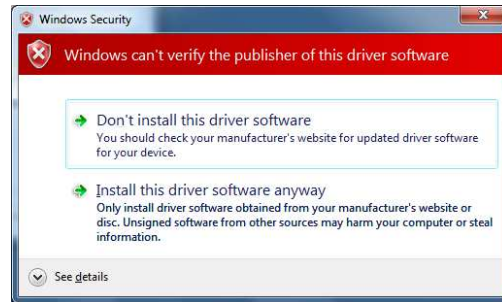 Windows Security
Windows can't verify the publisher of this driver software
Don't install this driver software
You should check your manufacturer's website for updated driver software
for your device.
Install this driver software anyway
Only install driver software obtained from your manufacturer's website or
disc. Unsigned software from other sources may harm your computer or steal
information.
See details